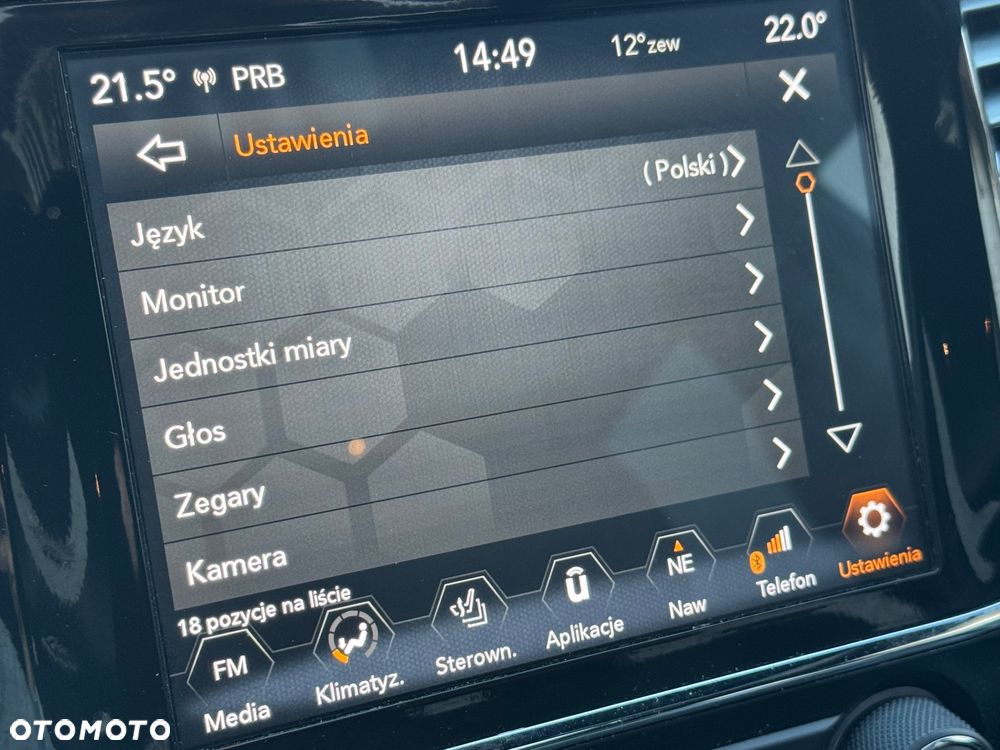 21.5° PRB 14:49 12°zew 22.0°
Ustawienia
Język (Polski)
Monitor
Jednostki miary
Głos
Zegary
Kamera
18 pozycje na liście
FM NE
Media Klimatyz. Sterown. Aplikacje Naw Telefon Ustawienia
OTOMOTO